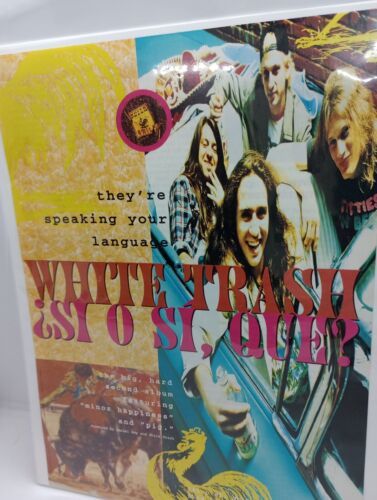 they're
speaking your
language
WHITE TRASH
¿SI O SI, QUE?
the big, hard
second album
featuring
"minor happiness"
and "pig."